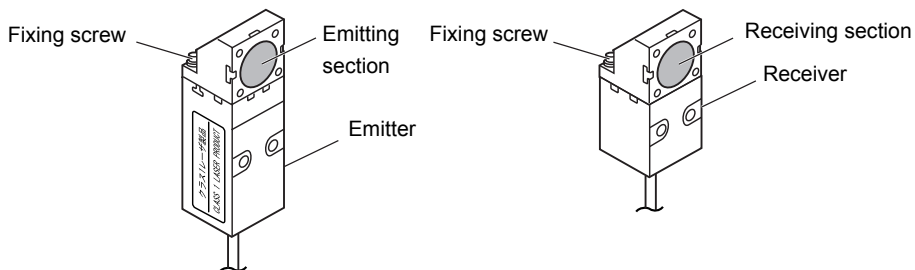 Fixing screw
Emitting
section
Emitter
クラス1レーザ製品
CLASS 1 LASER PRODUCT
Fixing screw
Receiving section
Receiver